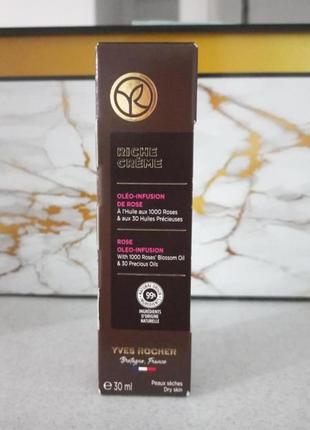 RICHE
CRÈME
OLÉO-INFUSION
DE ROSE
À l'Huile aux 1000 Roses
& aux 30 Huiles Précieuses
ROSE
OLEO-INFUSION
With 1000 Roses' Blossom Oil
& 30 Precious Oils
99%
INGRÉDIENTS
D'ORIGINE
NATURELLE
YVES ROCHER
Bretagne, France
e 30 ml
Peaux sèches
Dry skin